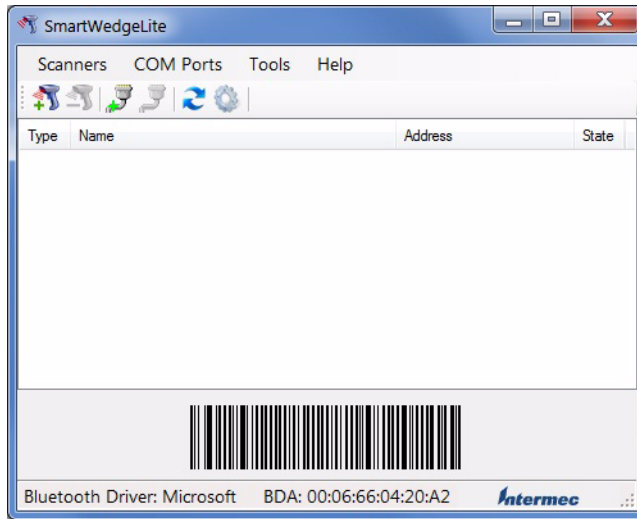 SmartWedgeLite
Scanners COM Ports Tools Help
Type Name Address State
Bluetooth Driver: Microsoft BDA: 00:06:66:04:20:A2 Intermec